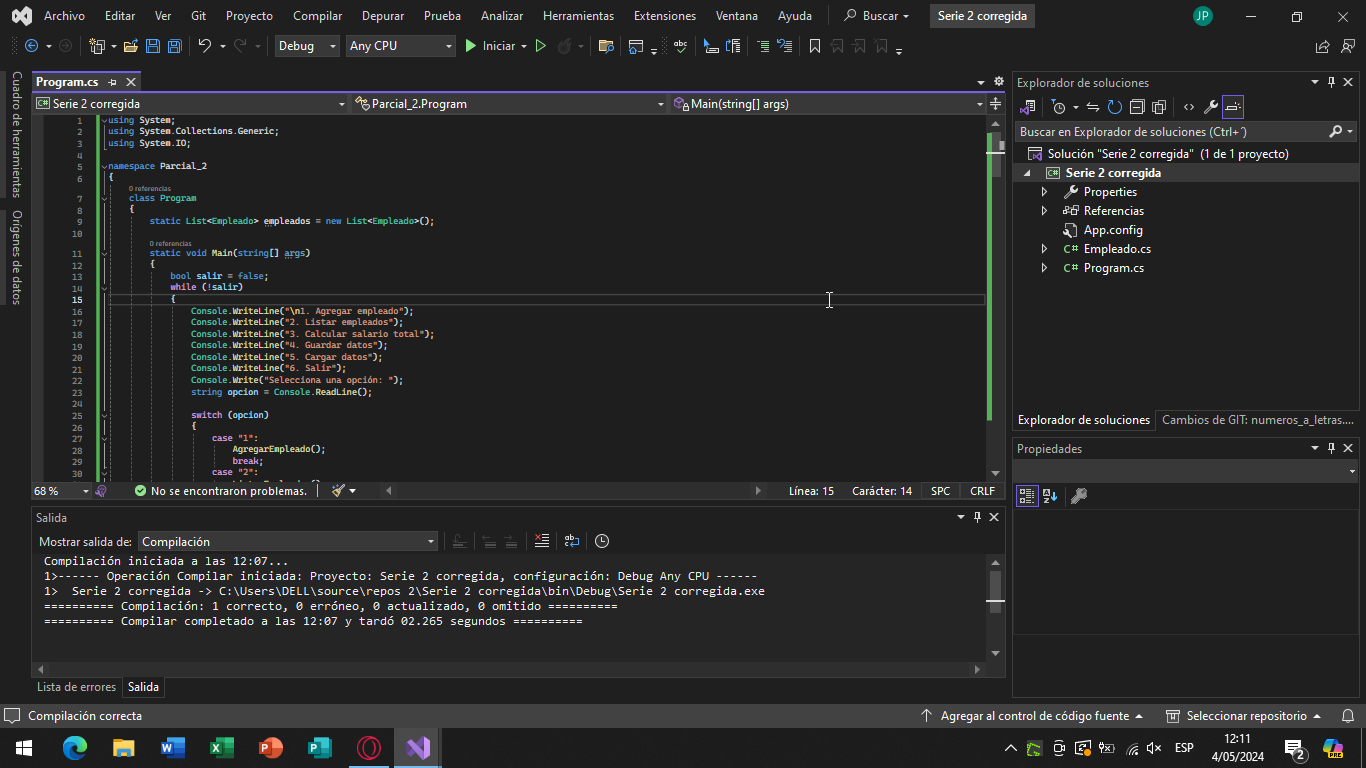 Archivo Editar Ver Git Proyecto Compilar Depurar Prueba Analizar Herramientas Extensiones Ventana Ayuda Buscar Serie 2 corregida JP
Debug Any CPU Iniciar
Cuadro de herramientas
Orígenes de datos
Program.cs
Serie 2 corregida Parcial_2.Program Main(string[] args)
1 using System;
2 using System.Collections.Generic;
3 using System.IO;
4
5 namespace Parcial_2
6 {
0 referencias
7 class Program
8 {
9 static List<Empleado> empleados = new List<Empleado>();
10
0 referencias
11 static void Main(string[] args)
12 {
13 bool salir = false;
14 while (!salir)
15 {
16 Console.WriteLine("\n1. Agregar empleado");
17 Console.WriteLine("2. Listar empleados");
18 Console.WriteLine("3. Calcular salario total");
19 Console.WriteLine("4. Guardar datos");
20 Console.WriteLine("5. Cargar datos");
21 Console.WriteLine("6. Salir");
22 Console.Write("Selecciona una opción: ");
23 string opcion = Console.ReadLine();
24
25 switch (opcion)
26 {
27 case "1":
28 AgregarEmpleado();
29 break;
30 case "2":
68 % No se encontraron problemas. Línea: 15 Carácter: 14 SPC CRLF
Salida
Mostrar salida de: Compilación
Compilación iniciada a las 12:07...
1>------ Operación Compilar iniciada: Proyecto: Serie 2 corregida, configuración: Debug Any CPU ------
1> Serie 2 corregida -> C:\Users\DELL\source\repos 2\Serie 2 corregida\bin\Debug\Serie 2 corregida.exe
========== Compilación: 1 correcto, 0 erróneo, 0 actualizado, 0 omitido ==========
========== Compilar completado a las 12:07 y tardó 02.265 segundos ==========
Lista de errores Salida
Explorador de soluciones
Buscar en Explorador de soluciones (Ctrl+´)
Solución "Serie 2 corregida" (1 de 1 proyecto)
Serie 2 corregida
Properties
Referencias
App.config
C# Empleado.cs
C# Program.cs
Explorador de soluciones Cambios de GIT: numeros_a_letras....
Propiedades
Compilación correcta Agregar al control de código fuente Seleccionar repositorio
ESP 12:11
4/05/2024 2 PRE